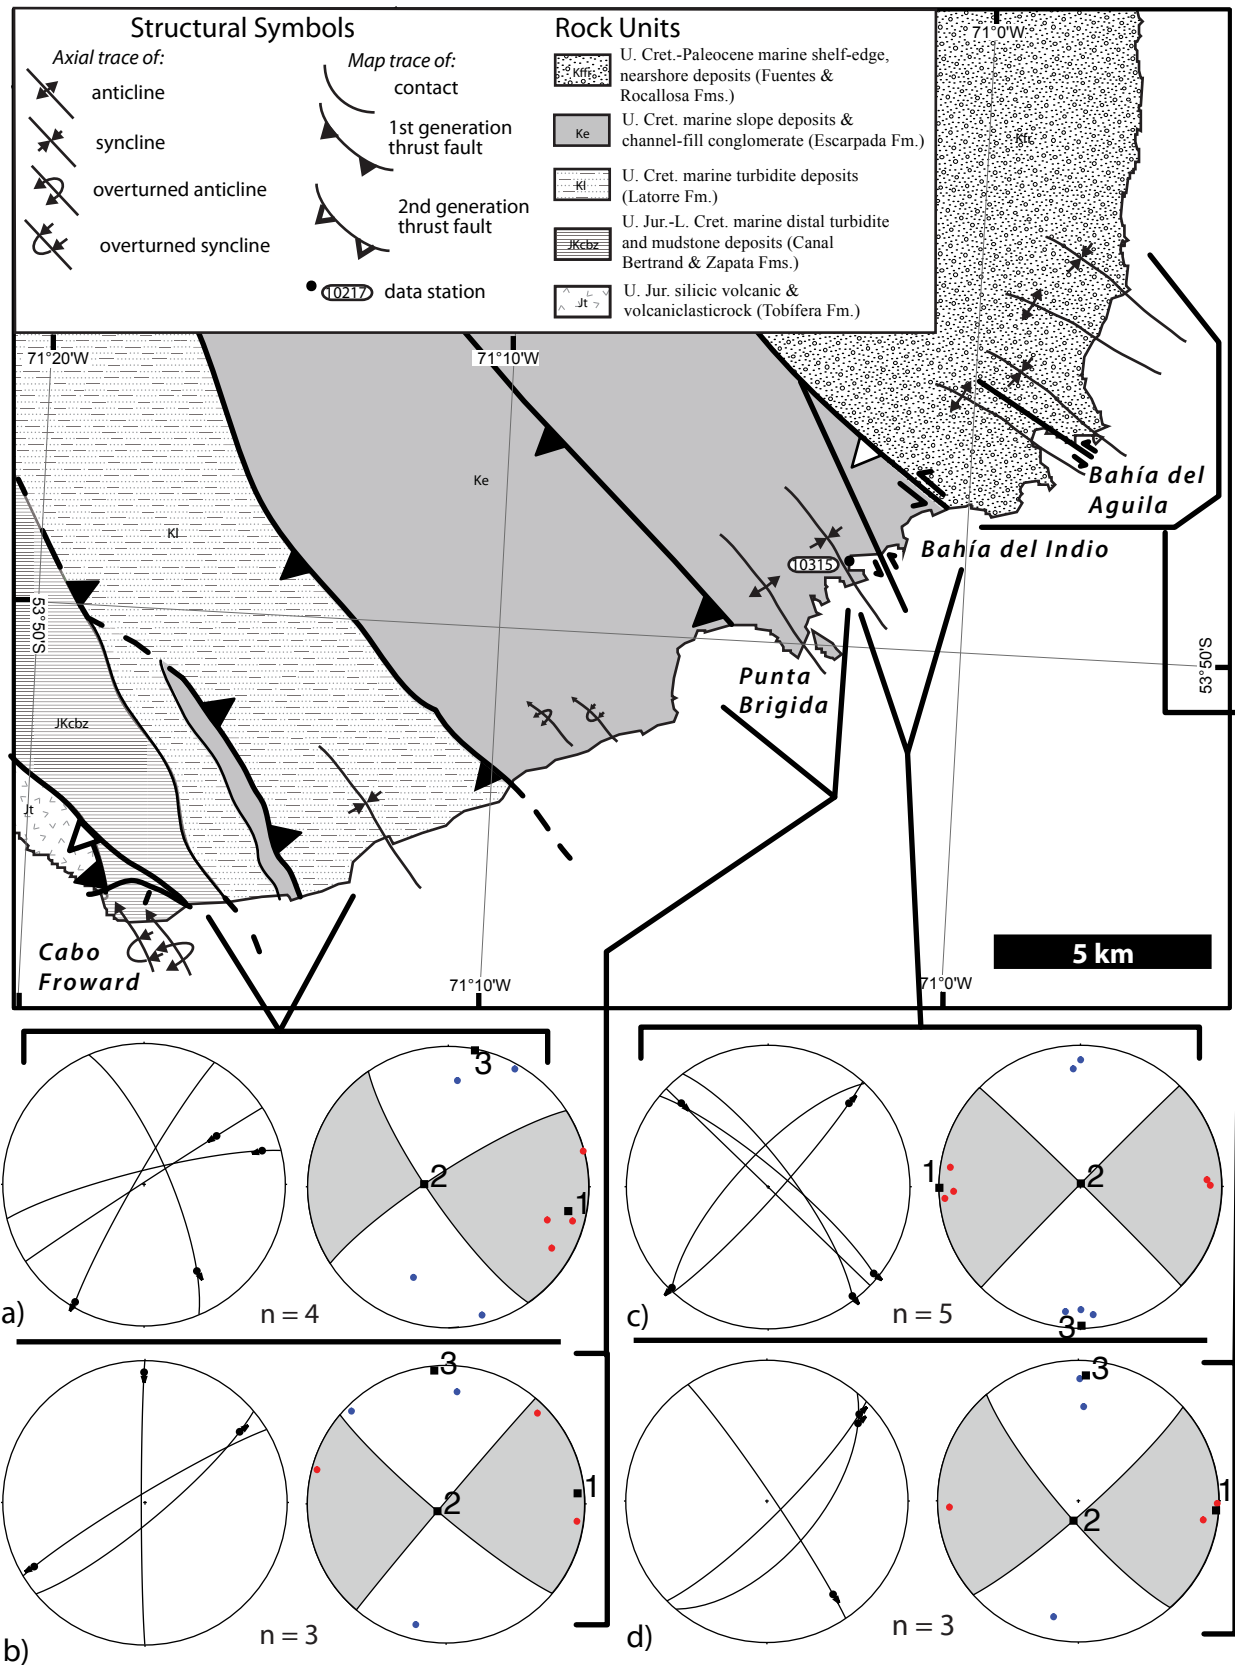 Structural Symbols
Axial trace of:
anticline
syncline
overturned anticline
overturned syncline
Map trace of:
contact
1st generation
thrust fault
2nd generation
thrust fault
10217 data station
Rock Units
Kffr
U. Cret.-Paleocene marine shelf-edge,
nearshore deposits (Fuentes &
Rocallosa Fms.)
Ke
U. Cret. marine slope deposits &
channel-fill conglomerate (Escarpada Fm.)
Kl
U. Cret. marine turbidite deposits
(Latorre Fm.)
JKcbz
U. Jur.-L. Cret. marine distal turbidite
and mudstone deposits (Canal
Bertrand & Zapata Fms.)
Jt
U. Jur. silicic volcanic &
volcaniclasticrock (Tobífera Fm.)
71°0'W
Kfr
71°20'W
71°10'W
Ke
Kl
Bahía del
Aguila
Bahía del Indio
10315
53°50'S
53°50'S
Punta
Brigida
JKcbz
Jt
Cabo
Froward
71°10'W
71°0'W
5 km
3
2
1
a)
n = 4
1
2
3
c)
n = 5
3
1
2
b)
n = 3
3
1
2
d)
n = 3